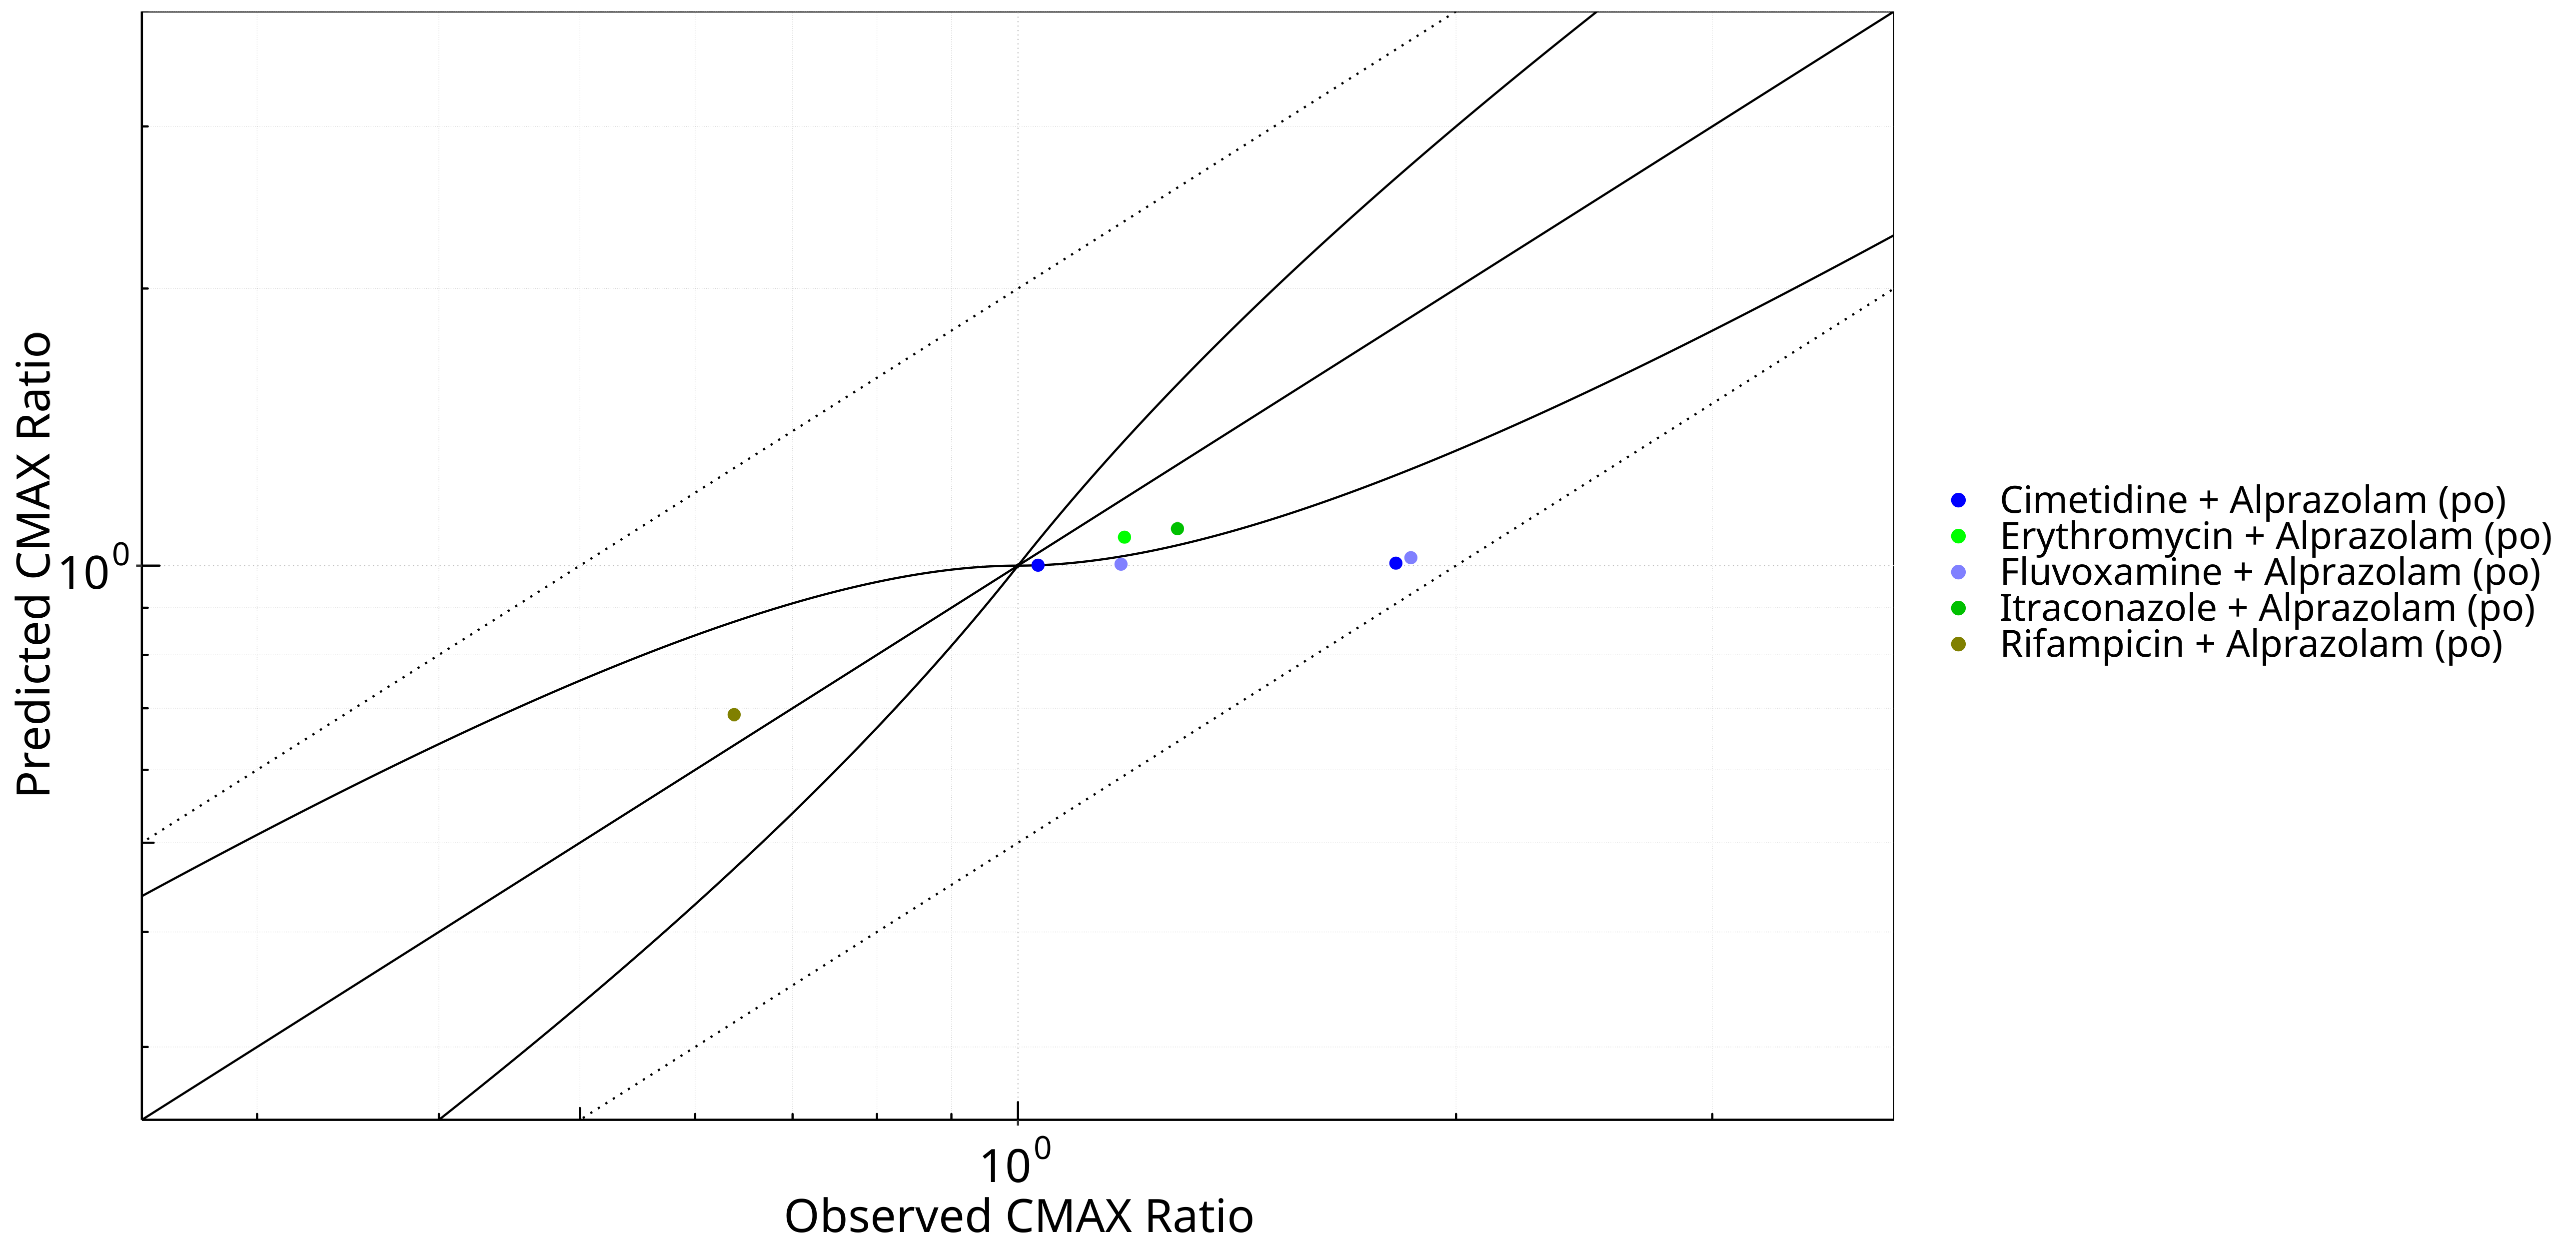 Predicted CMAX Ratio
10⁰
10⁰
Observed CMAX Ratio
Cimetidine + Alprazolam (po)
Erythromycin + Alprazolam (po)
Fluvoxamine + Alprazolam (po)
Itraconazole + Alprazolam (po)
Rifampicin + Alprazolam (po)